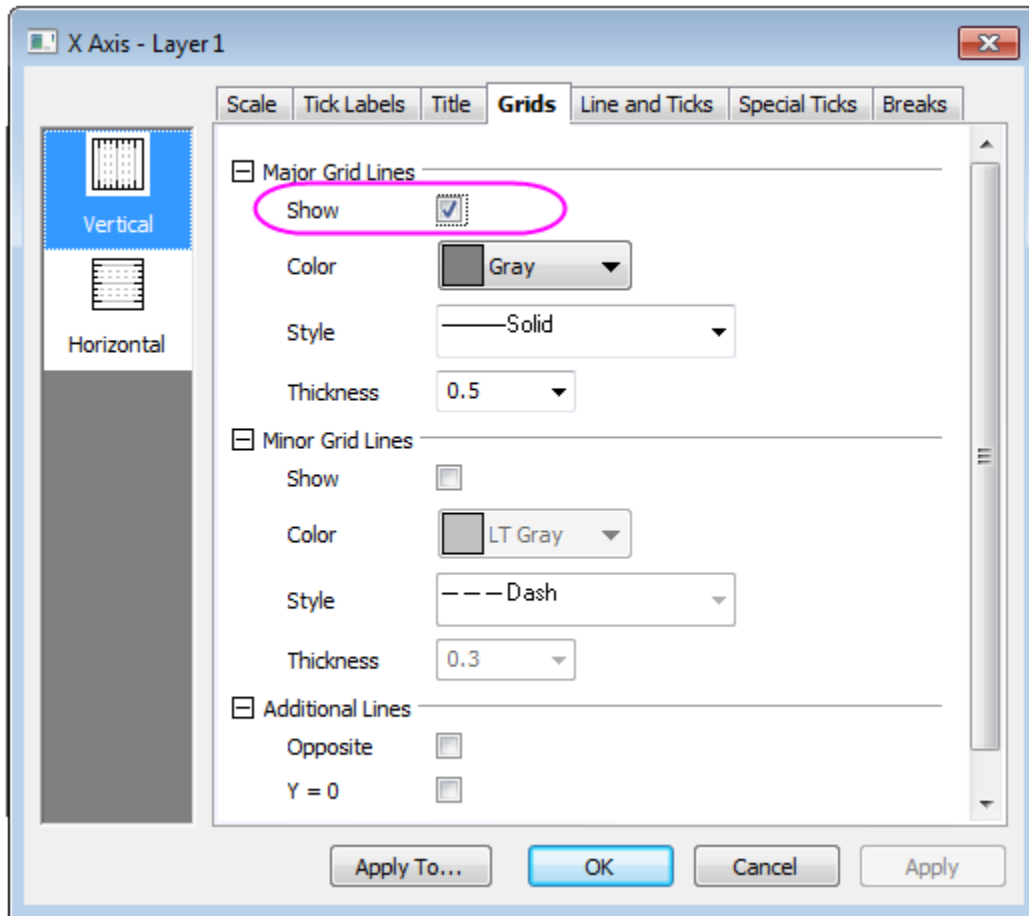 X Axis - Layer 1
Scale Tick Labels Title Grids Line and Ticks Special Ticks Breaks
Vertical
Horizontal
Major Grid Lines
Show
Color Gray
Style Solid
Thickness 0.5
Minor Grid Lines
Show
Color LT Gray
Style Dash
Thickness 0.3
Additional Lines
Opposite
Y = 0
Apply To... OK Cancel Apply